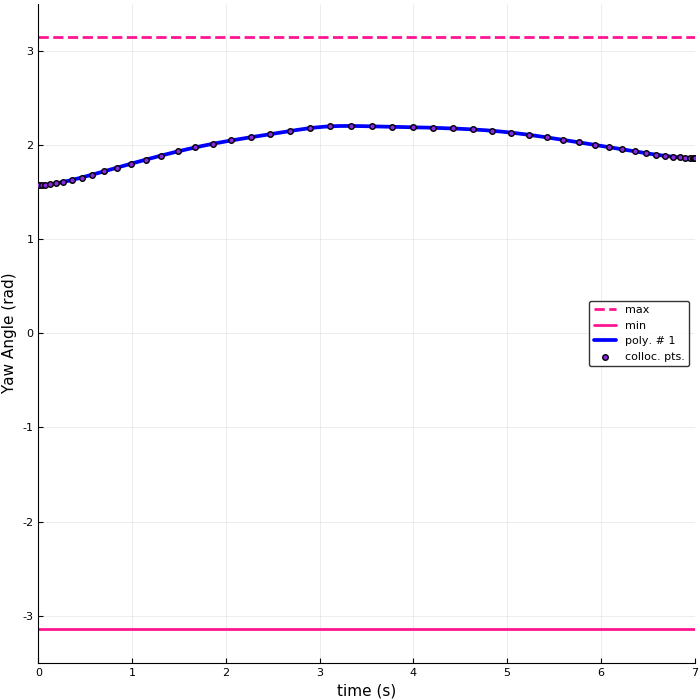 3
2
1
0
-1
-2
-3
Yaw Angle (rad)
max
min
poly. # 1
colloc. pts.
0 1 2 3 4 5 6 7
time (s)